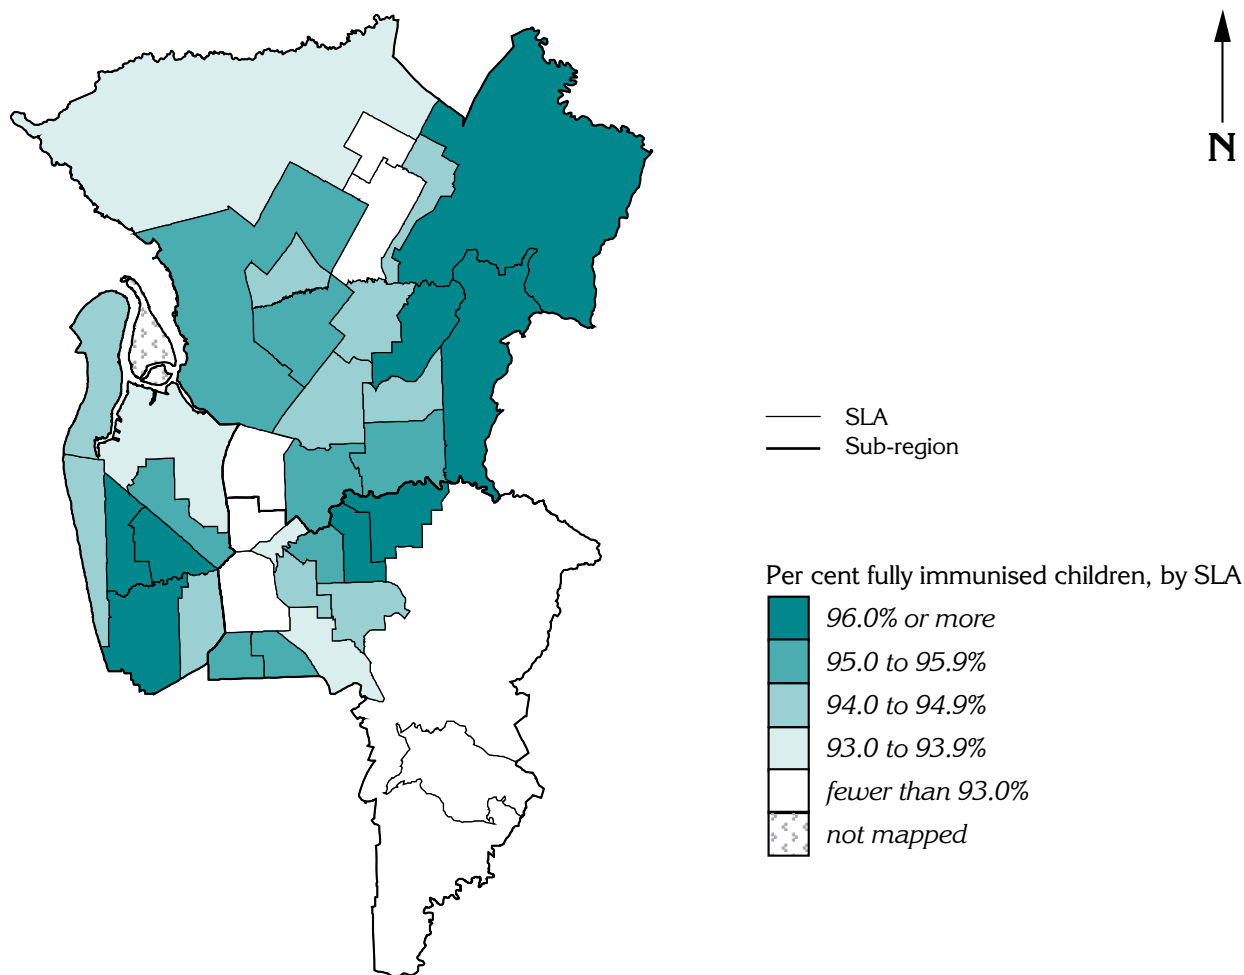 N
SLA
Sub-region
Per cent fully immunised children, by SLA
96.0% or more
95.0 to 95.9%
94.0 to 94.9%
93.0 to 93.9%
fewer than 93.0%
not mapped